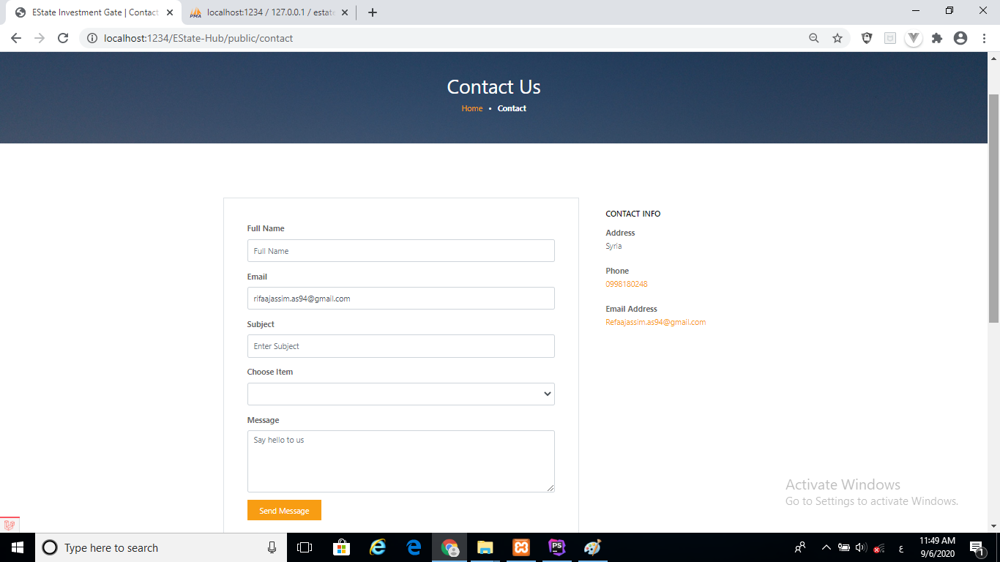 EState Investment Gate | Contact
localhost:1234 / 127.0.0.1 / estate
localhost:1234/EState-Hub/public/contact
Contact Us
Home • Contact
Full Name
Full Name
Email
rifaajassim.as94@gmail.com
Subject
Enter Subject
Choose Item
Message
Say hello to us
Send Message
CONTACT INFO
Address
Syria
Phone
0998180248
Email Address
Refaajassim.as94@gmail.com
Activate Windows
Go to Settings to activate Windows.
Type here to search
PS
ع
11:49 AM
9/6/2020
1